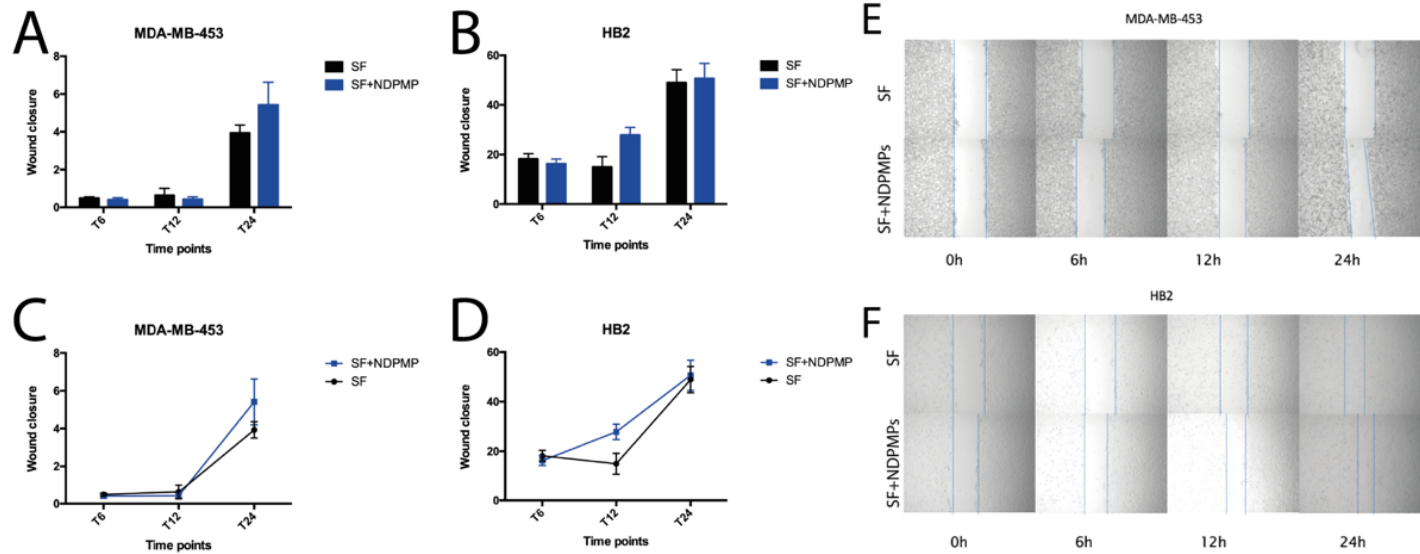 A
MDA-MB-453
Wound closure
8
6
4
2
0
T6
T12
T24
Time points
SF
SF+NDPMP
B
HB2
Wound closure
60
40
20
0
T6
T12
T24
Time points
SF
SF+NDPMP
C
MDA-MB-453
Wound closure
8
6
4
2
0
T6
T12
T24
Time points
SF+NDPMP
SF
D
HB2
Wound closure
60
40
20
0
T6
T12
T24
Time points
SF+NDPMP
SF
E
MDA-MB-453
SF
SF+NDPMPs
0h
6h
12h
24h
F
HB2
SF
SF+NDPMPs
0h
6h
12h
24h